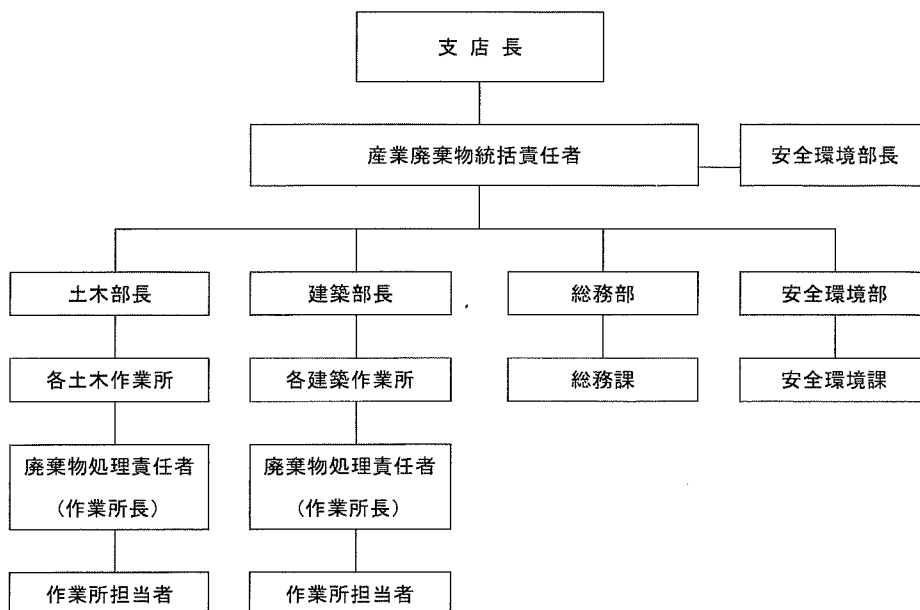 支店長
産業廃棄物統括責任者
安全環境部長
土木部長
建築部長
総務部
安全環境部
各土木作業所
各建築作業所
総務課
安全環境課
廃棄物処理責任者
(作業所長)
廃棄物処理責任者
(作業所長)
作業所担当者
作業所担当者